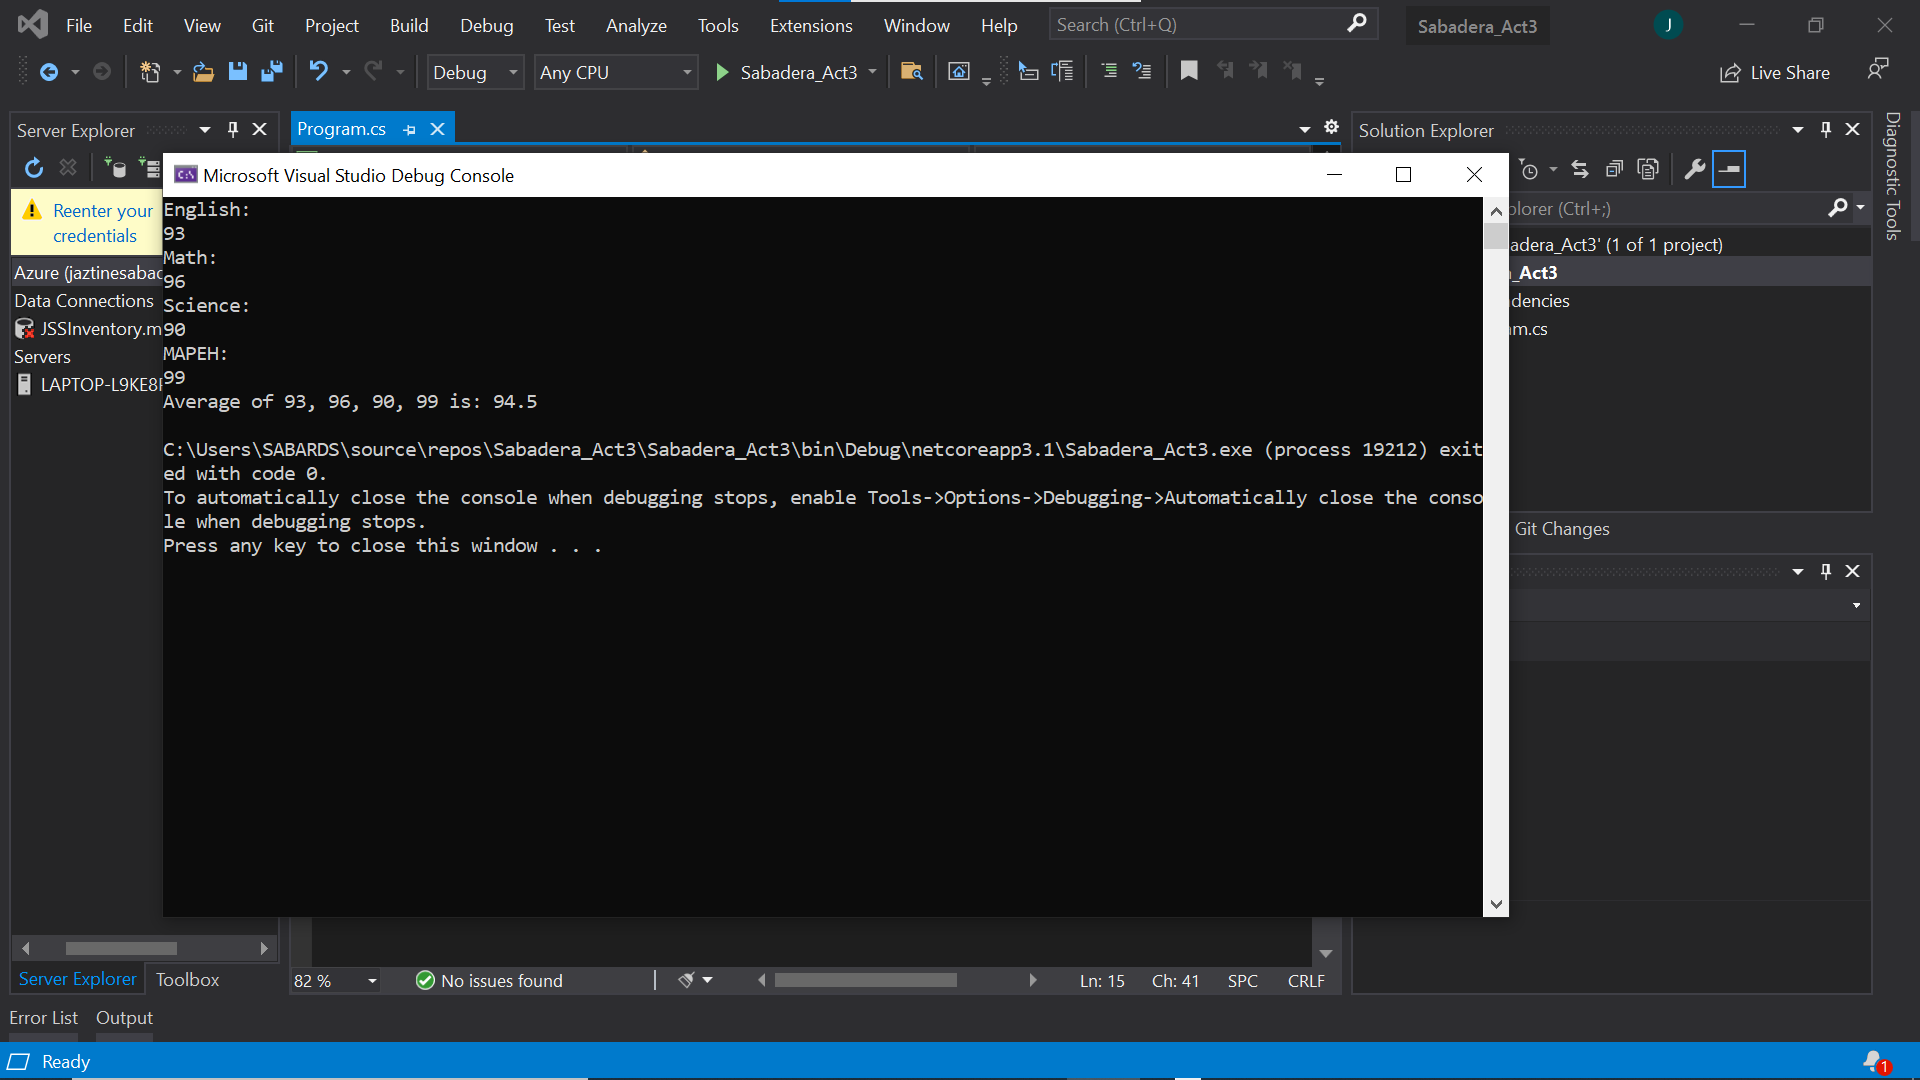 File Edit View Git Project Build Debug Test Analyze Tools Extensions Window Help Search (Ctrl+Q) Sabadera_Act3 J
Debug Any CPU Sabadera_Act3 Live Share
Server Explorer
Program.cs
Solution Explorer
Diagnostic Tools
Reenter your
credentials
Azure (jaztinesabad
Data Connections
JSSInventory.m
Servers
LAPTOP-L9KE8F
Microsoft Visual Studio Debug Console
English:
93
Math:
96
Science:
90
MAPEH:
99
Average of 93, 96, 90, 99 is: 94.5
C:\Users\SABARDS\source\repos\Sabadera_Act3\Sabadera_Act3\bin\Debug\netcoreapp3.1\Sabadera_Act3.exe (process 19212) exit
ed with code 0.
To automatically close the console when debugging stops, enable Tools->Options->Debugging->Automatically close the conso
le when debugging stops.
Press any key to close this window . . .
plorer (Ctrl+;)
adera_Act3' (1 of 1 project)
_Act3
dencies
m.cs
Git Changes
Server Explorer Toolbox
82 % No issues found Ln: 15 Ch: 41 SPC CRLF
Error List Output
Ready 1